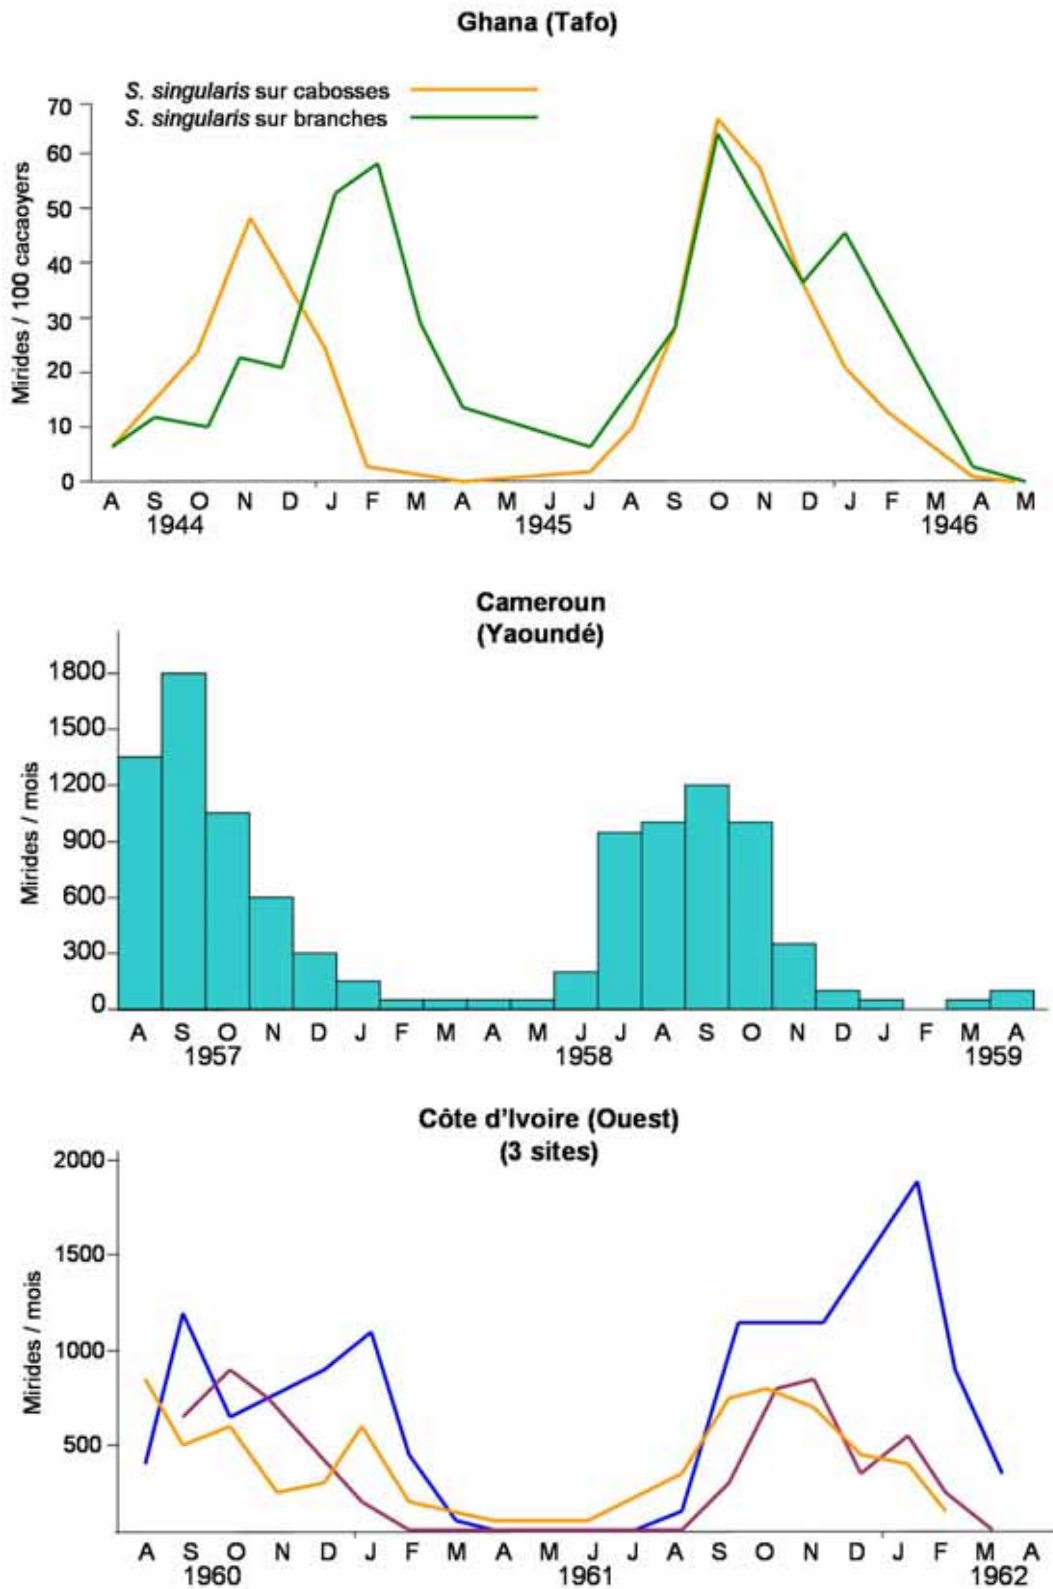 Ghana (Tafo)
S. singularis sur cabosses
S. singularis sur branches
Mirides / 100 cacaoyers
70
60
50
40
30
20
10
0
A S O N D J F M A M J J A S O N D J F M A M
1944 1945 1946
Cameroun
(Yaoundé)
Mirides / mois
1800
1500
1200
900
600
300
0
A S O N D J F M A M J J A S O N D J F M A
1957 1958 1959
Côte d'Ivoire (Ouest)
(3 sites)
Mirides / mois
2000
1500
1000
500
A S O N D J F M A M J J A S O N D J F M A
1960 1961 1962